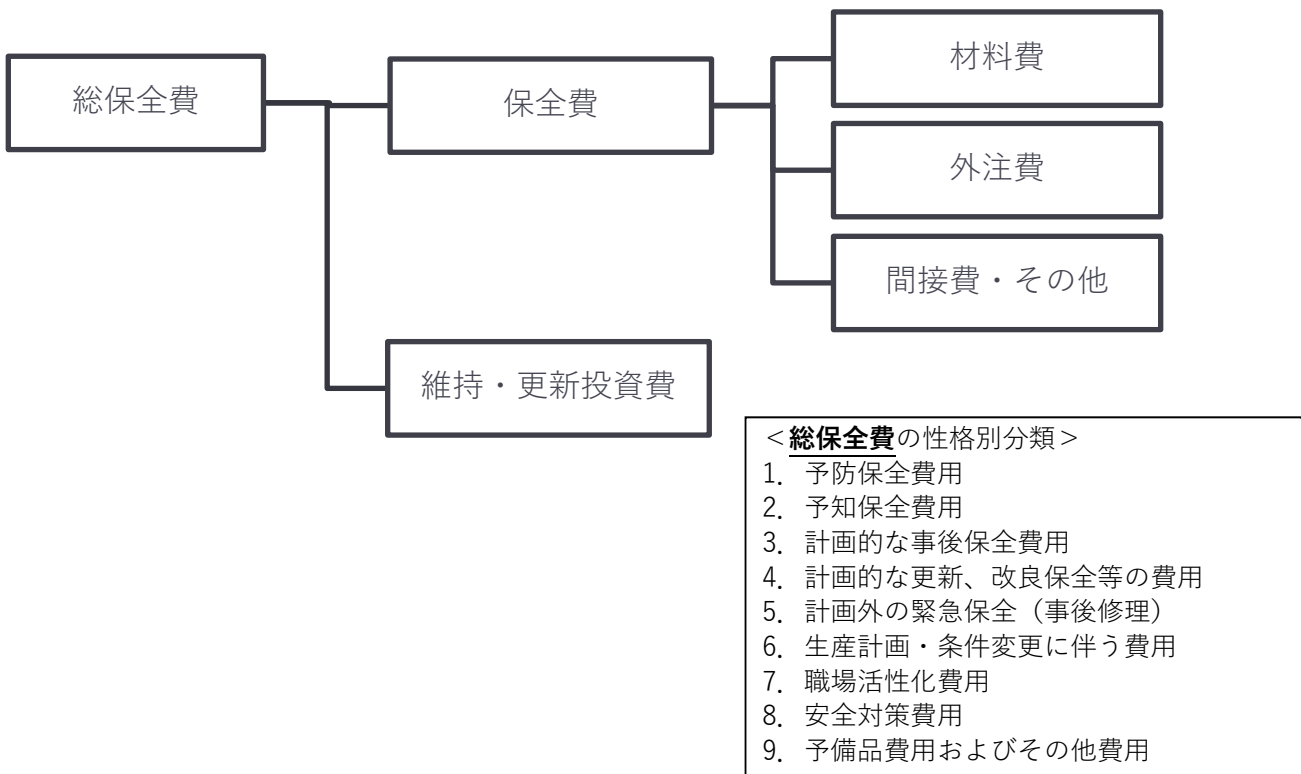 総保全費
保全費
材料費
外注費
間接費・その他
維持・更新投資費
＜総保全費の性格別分類＞
1．予防保全費用
2．予知保全費用
3．計画的な事後保全費用
4．計画的な更新、改良保全等の費用
5．計画外の緊急保全（事後修理）
6．生産計画・条件変更に伴う費用
7．職場活性化費用
8．安全対策費用
9．予備品費用およびその他費用